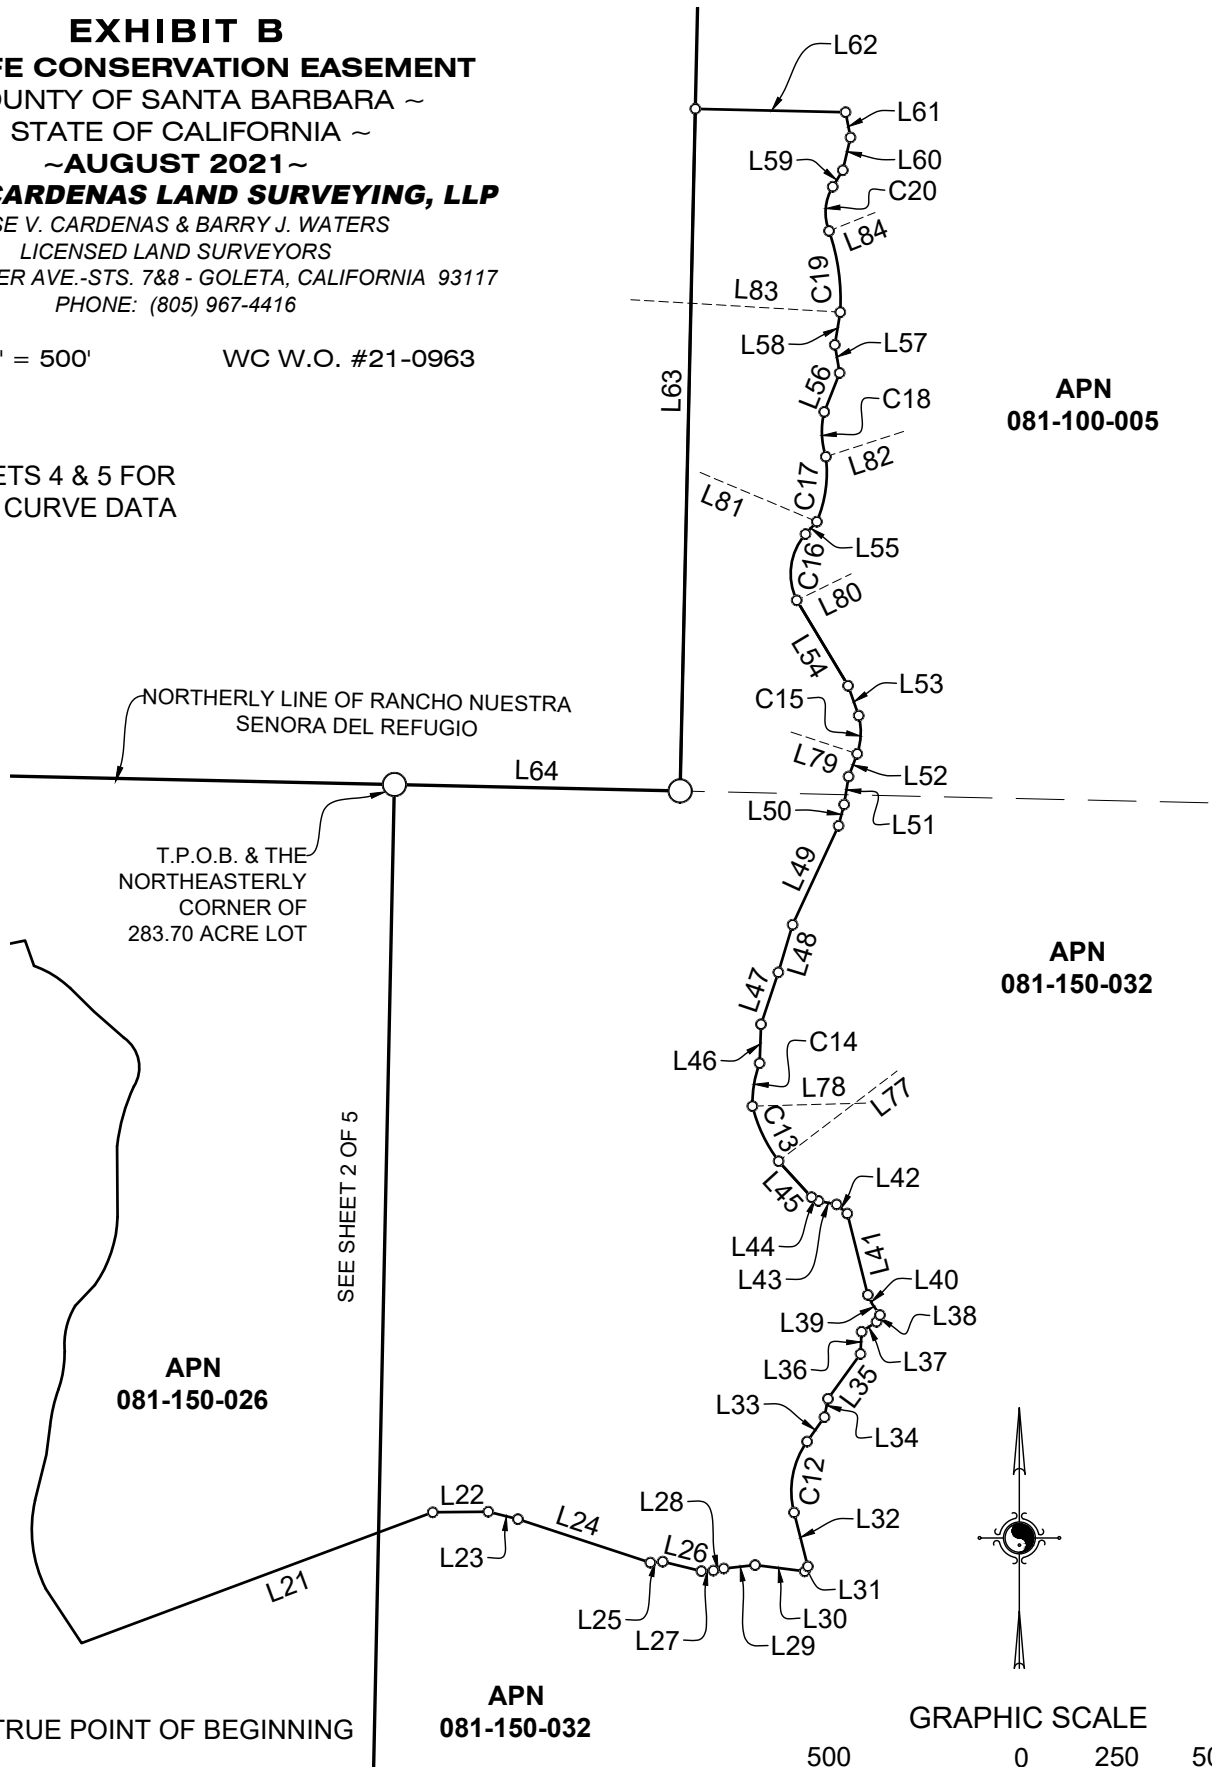 EXHIBIT B
FE CONSERVATION EASEMENT
OUNTY OF SANTA BARBARA ~
STATE OF CALIFORNIA ~
~AUGUST 2021~
CARDENAS LAND SURVEYING, LLP
SE V. CARDENAS & BARRY J. WATERS
LICENSED LAND SURVEYORS
ER AVE.-STS. 7&8 - GOLETA, CALIFORNIA 93117
PHONE: (805) 967-4416
' = 500'
WC W.O. #21-0963
ETS 4 & 5 FOR
CURVE DATA
L62
L61
L59
L60
C20
L84
C19
L83
L58
L57
L63
L56
C18
APN
081-100-005
L82
C17
L81
L55
C16
L80
L54
L53
C15
L79
L52
NORTHERLY LINE OF RANCHO NUESTRA
SENORA DEL REFUGIO
L64
L50
L51
T.P.O.B. & THE
NORTHEASTERLY
CORNER OF
283.70 ACRE LOT
L49
L48
APN
081-150-032
L47
L46
C14
L78
L77
C13
SEE SHEET 2 OF 5
L45
L42
L44
L43
L41
L40
L39
L38
L36
L37
L35
APN
081-150-026
L33
L34
C12
L22
L28
L32
L24
L23
L26
L21
L31
L25
L27
L30
L29
APN
081-150-032
TRUE POINT OF BEGINNING
GRAPHIC SCALE
500 0 250 50